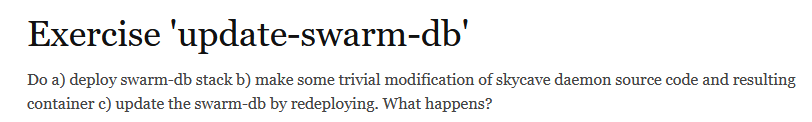 Exercise 'update-swarm-db'
Do a) deploy swarm-db stack b) make some trivial modification of skycave daemon source code and resulting
container c) update the swarm-db by redeploying. What happens?